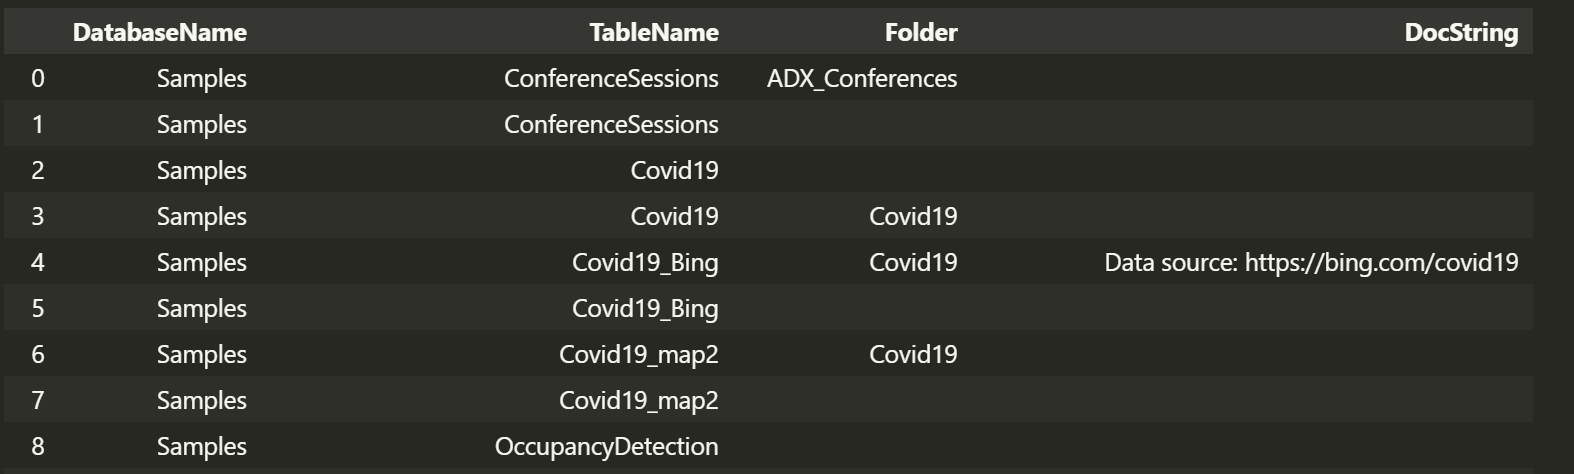 DatabaseName TableName Folder DocString
0 Samples ConferenceSessions ADX_Conferences
1 Samples ConferenceSessions
2 Samples Covid19
3 Samples Covid19 Covid19
4 Samples Covid19_Bing Covid19 Data source: https://bing.com/covid19
5 Samples Covid19_Bing
6 Samples Covid19_map2 Covid19
7 Samples Covid19_map2
8 Samples OccupancyDetection